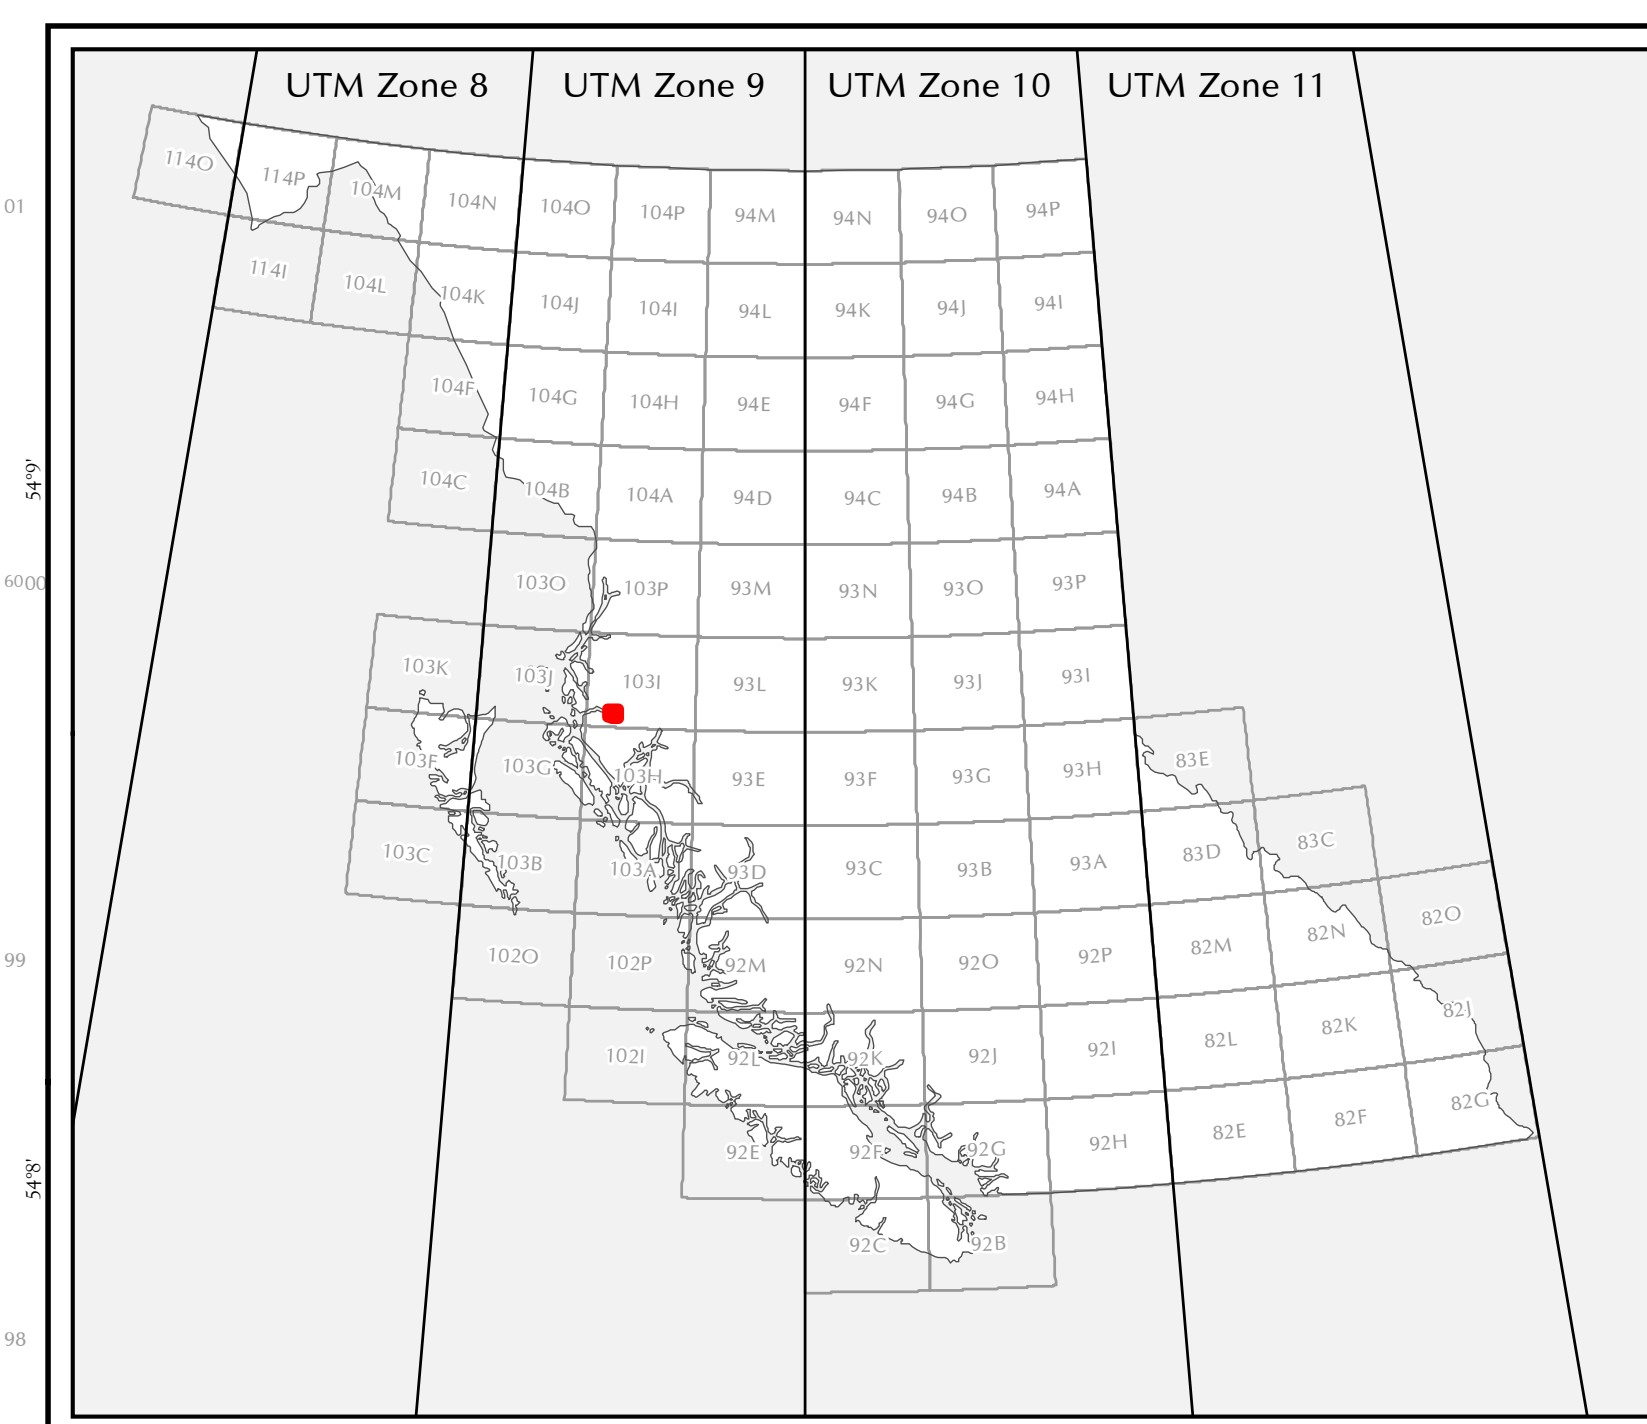 UTM Zone 8 UTM Zone 9 UTM Zone 10 UTM Zone 11
114O 114P 104M 104N 104O 104P 94M 94N 94O 94P
01
114I 104L 104K 104J 104I 94L 94K 94J 94I
104F 104G 104H 94E 94F 94G 94H
54°9'
104C 104B 104A 94D 94C 94B 94A
6000
103O 103P 93M 93N 93O 93P
103K 103J 103I 93L 93K 93J 93I
103F 103G 103H 93E 93F 93G 93H 83E
103C 103B 103A 93D 93C 93B 93A 83D 83C
99
102O 102P 92M 92N 92O 92P 82M 82N 82O
102I 92L 92K 92J 92I 82L 82K 82J
54°8'
92E 92F 92G 92H 82E 82F 82G
92C 92B
98